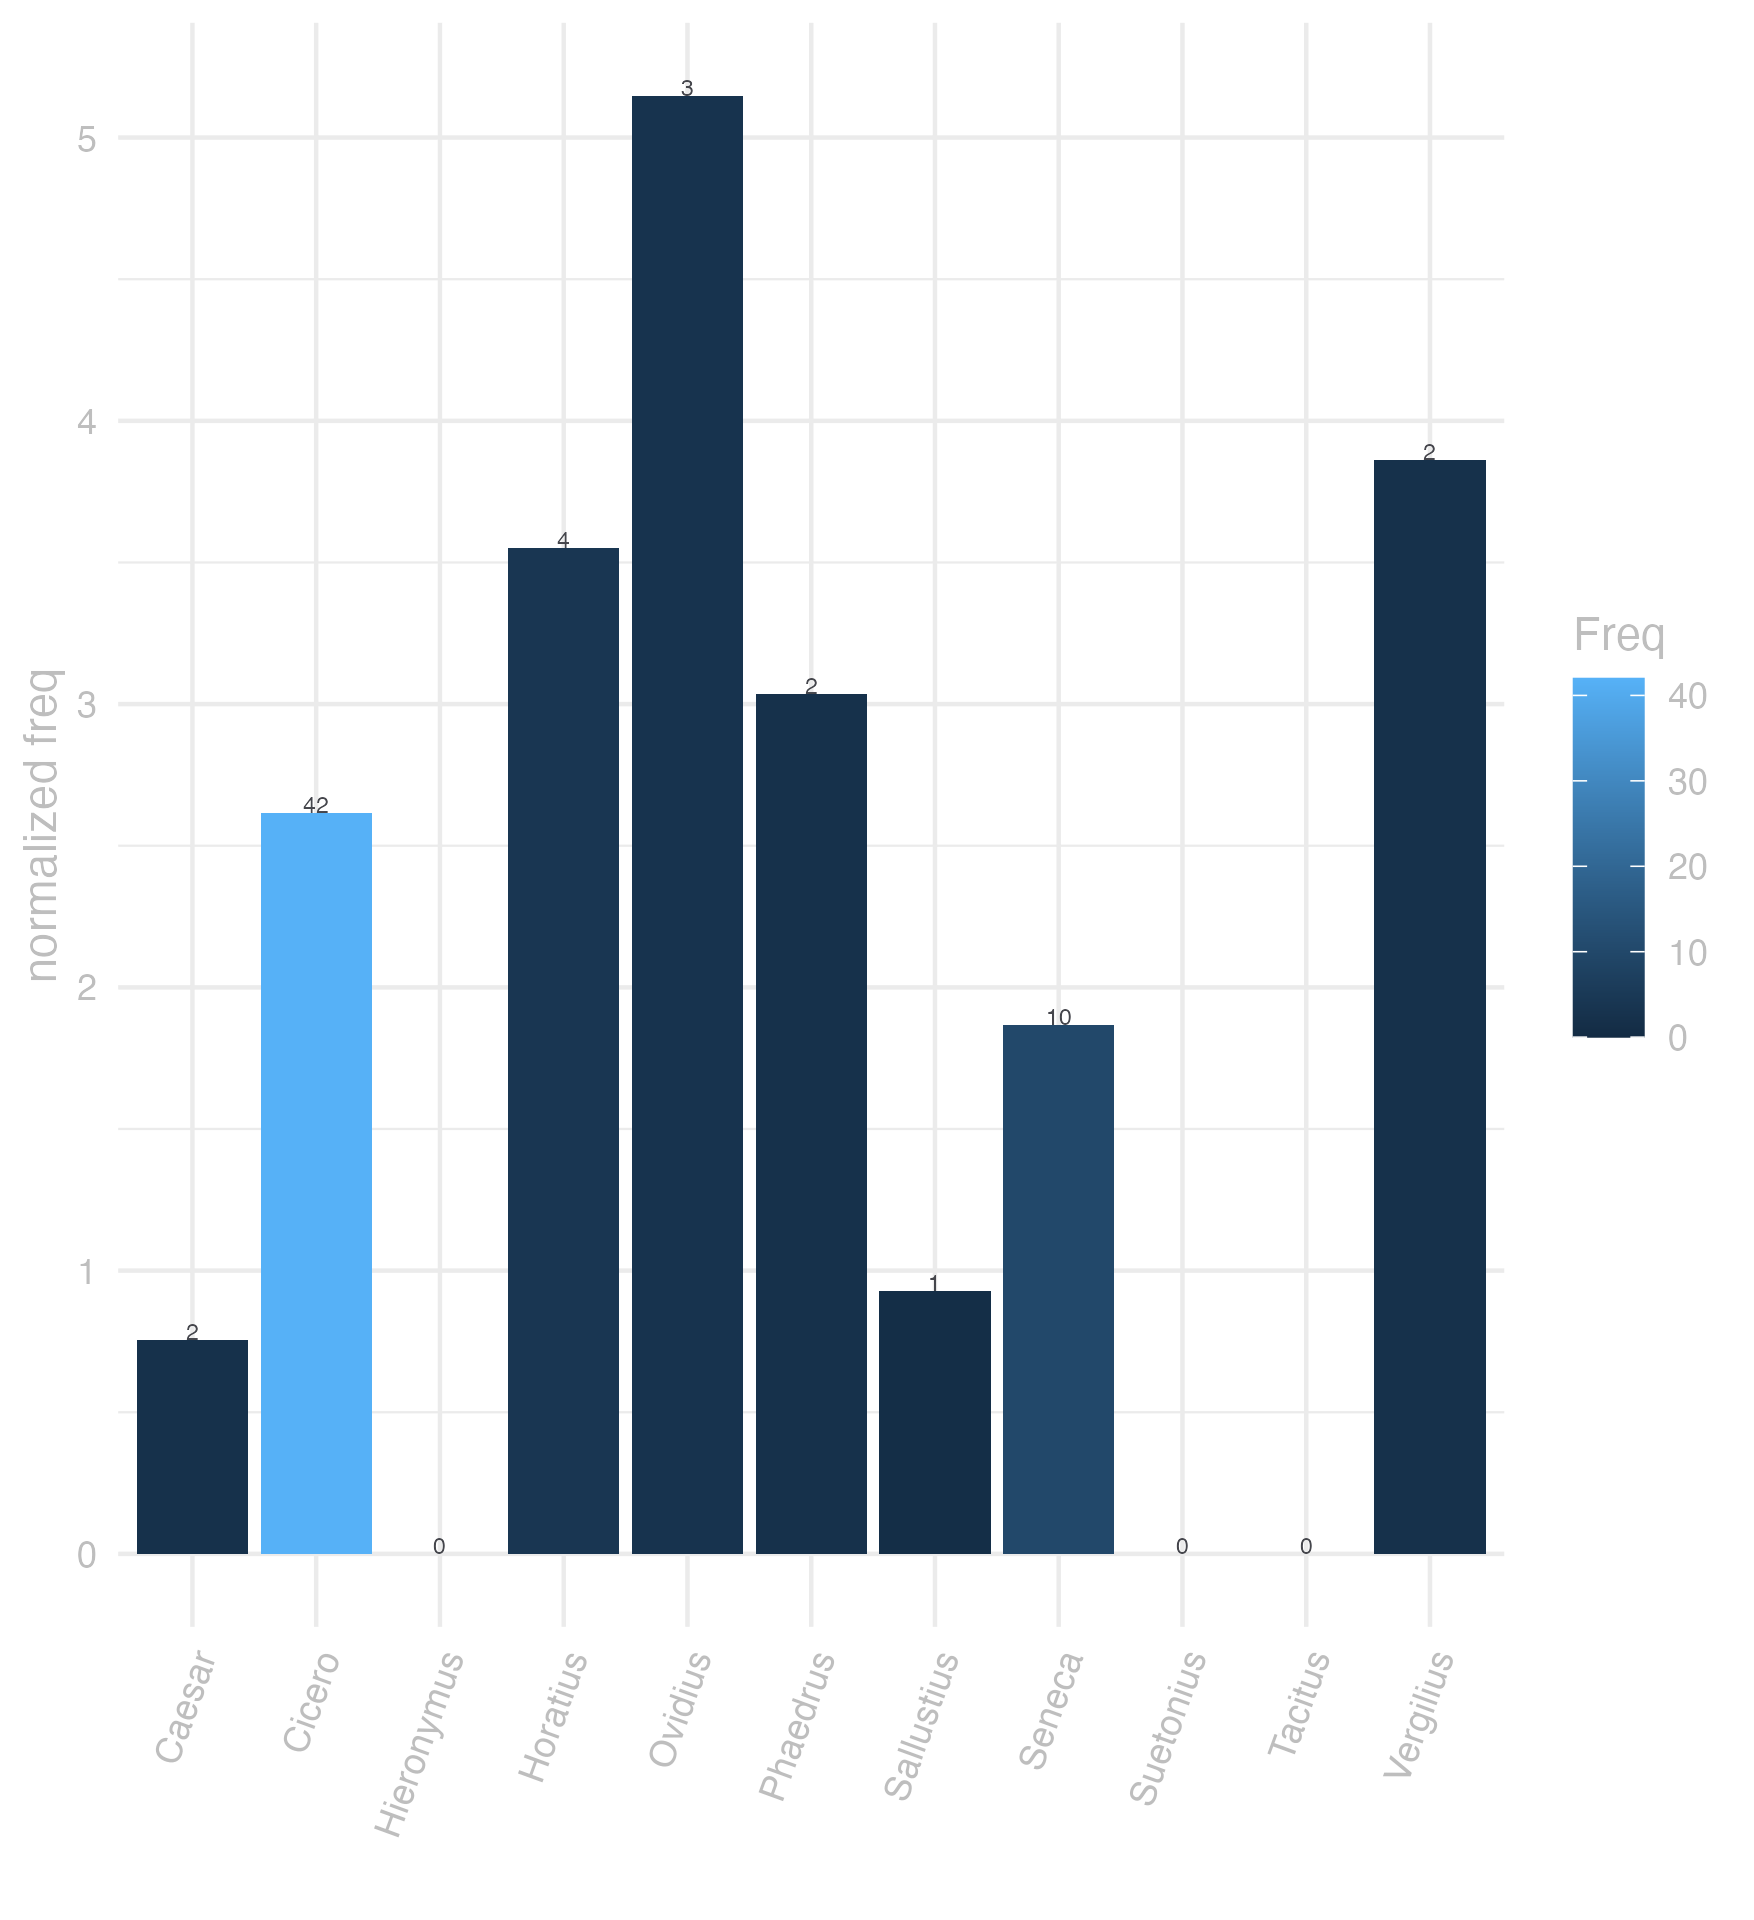 normalized freq
5
4
3
2
1
0
3
2
4
2
42
10
1
2
0
0
0
Caesar
Cicero
Hieronymus
Horatius
Ovidius
Phaedrus
Sallustius
Seneca
Suetonius
Tacitus
Vergilius
Freq
40
30
20
10
0